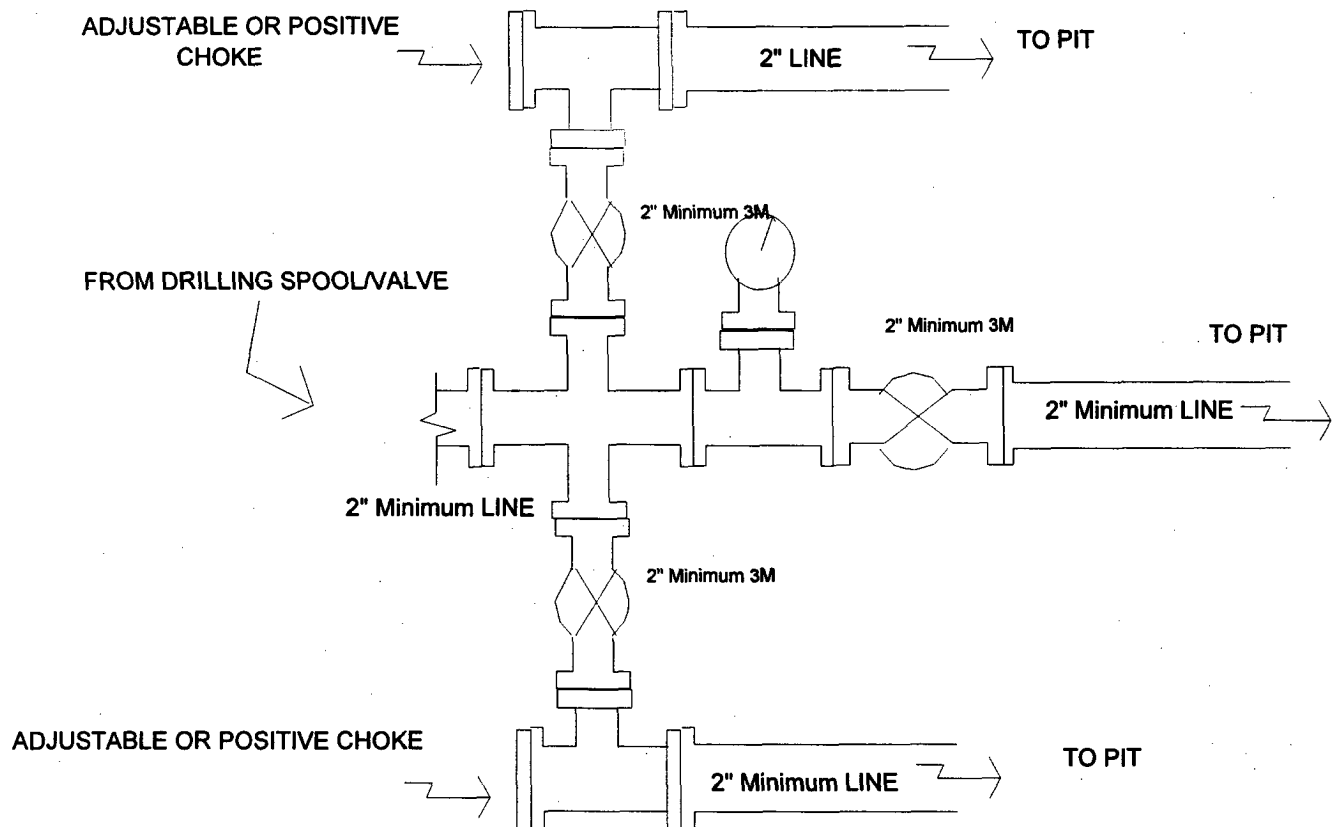 ADJUSTABLE OR POSITIVE
CHOKE
2" LINE
TO PIT
2" Minimum 3M
FROM DRILLING SPOOL/VALVE
2" Minimum 3M
TO PIT
2" Minimum LINE
2" Minimum LINE
2" Minimum 3M
ADJUSTABLE OR POSITIVE CHOKE
TO PIT
2" Minimum LINE